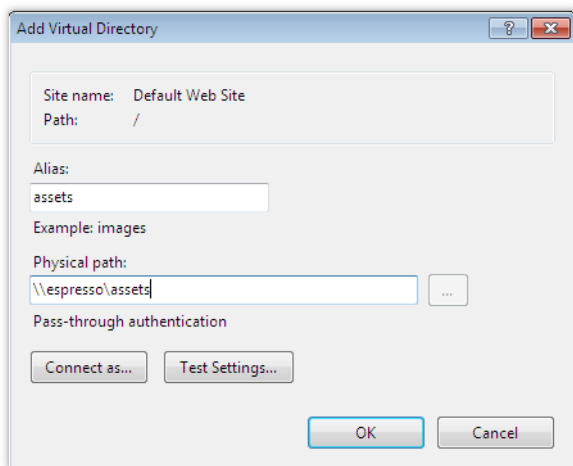 Add Virtual Directory
Site name: Default Web Site
Path: /
Alias:
assets
Example: images
Physical path:
\\espresso\assets
...
Pass-through authentication
Connect as... Test Settings...
OK Cancel